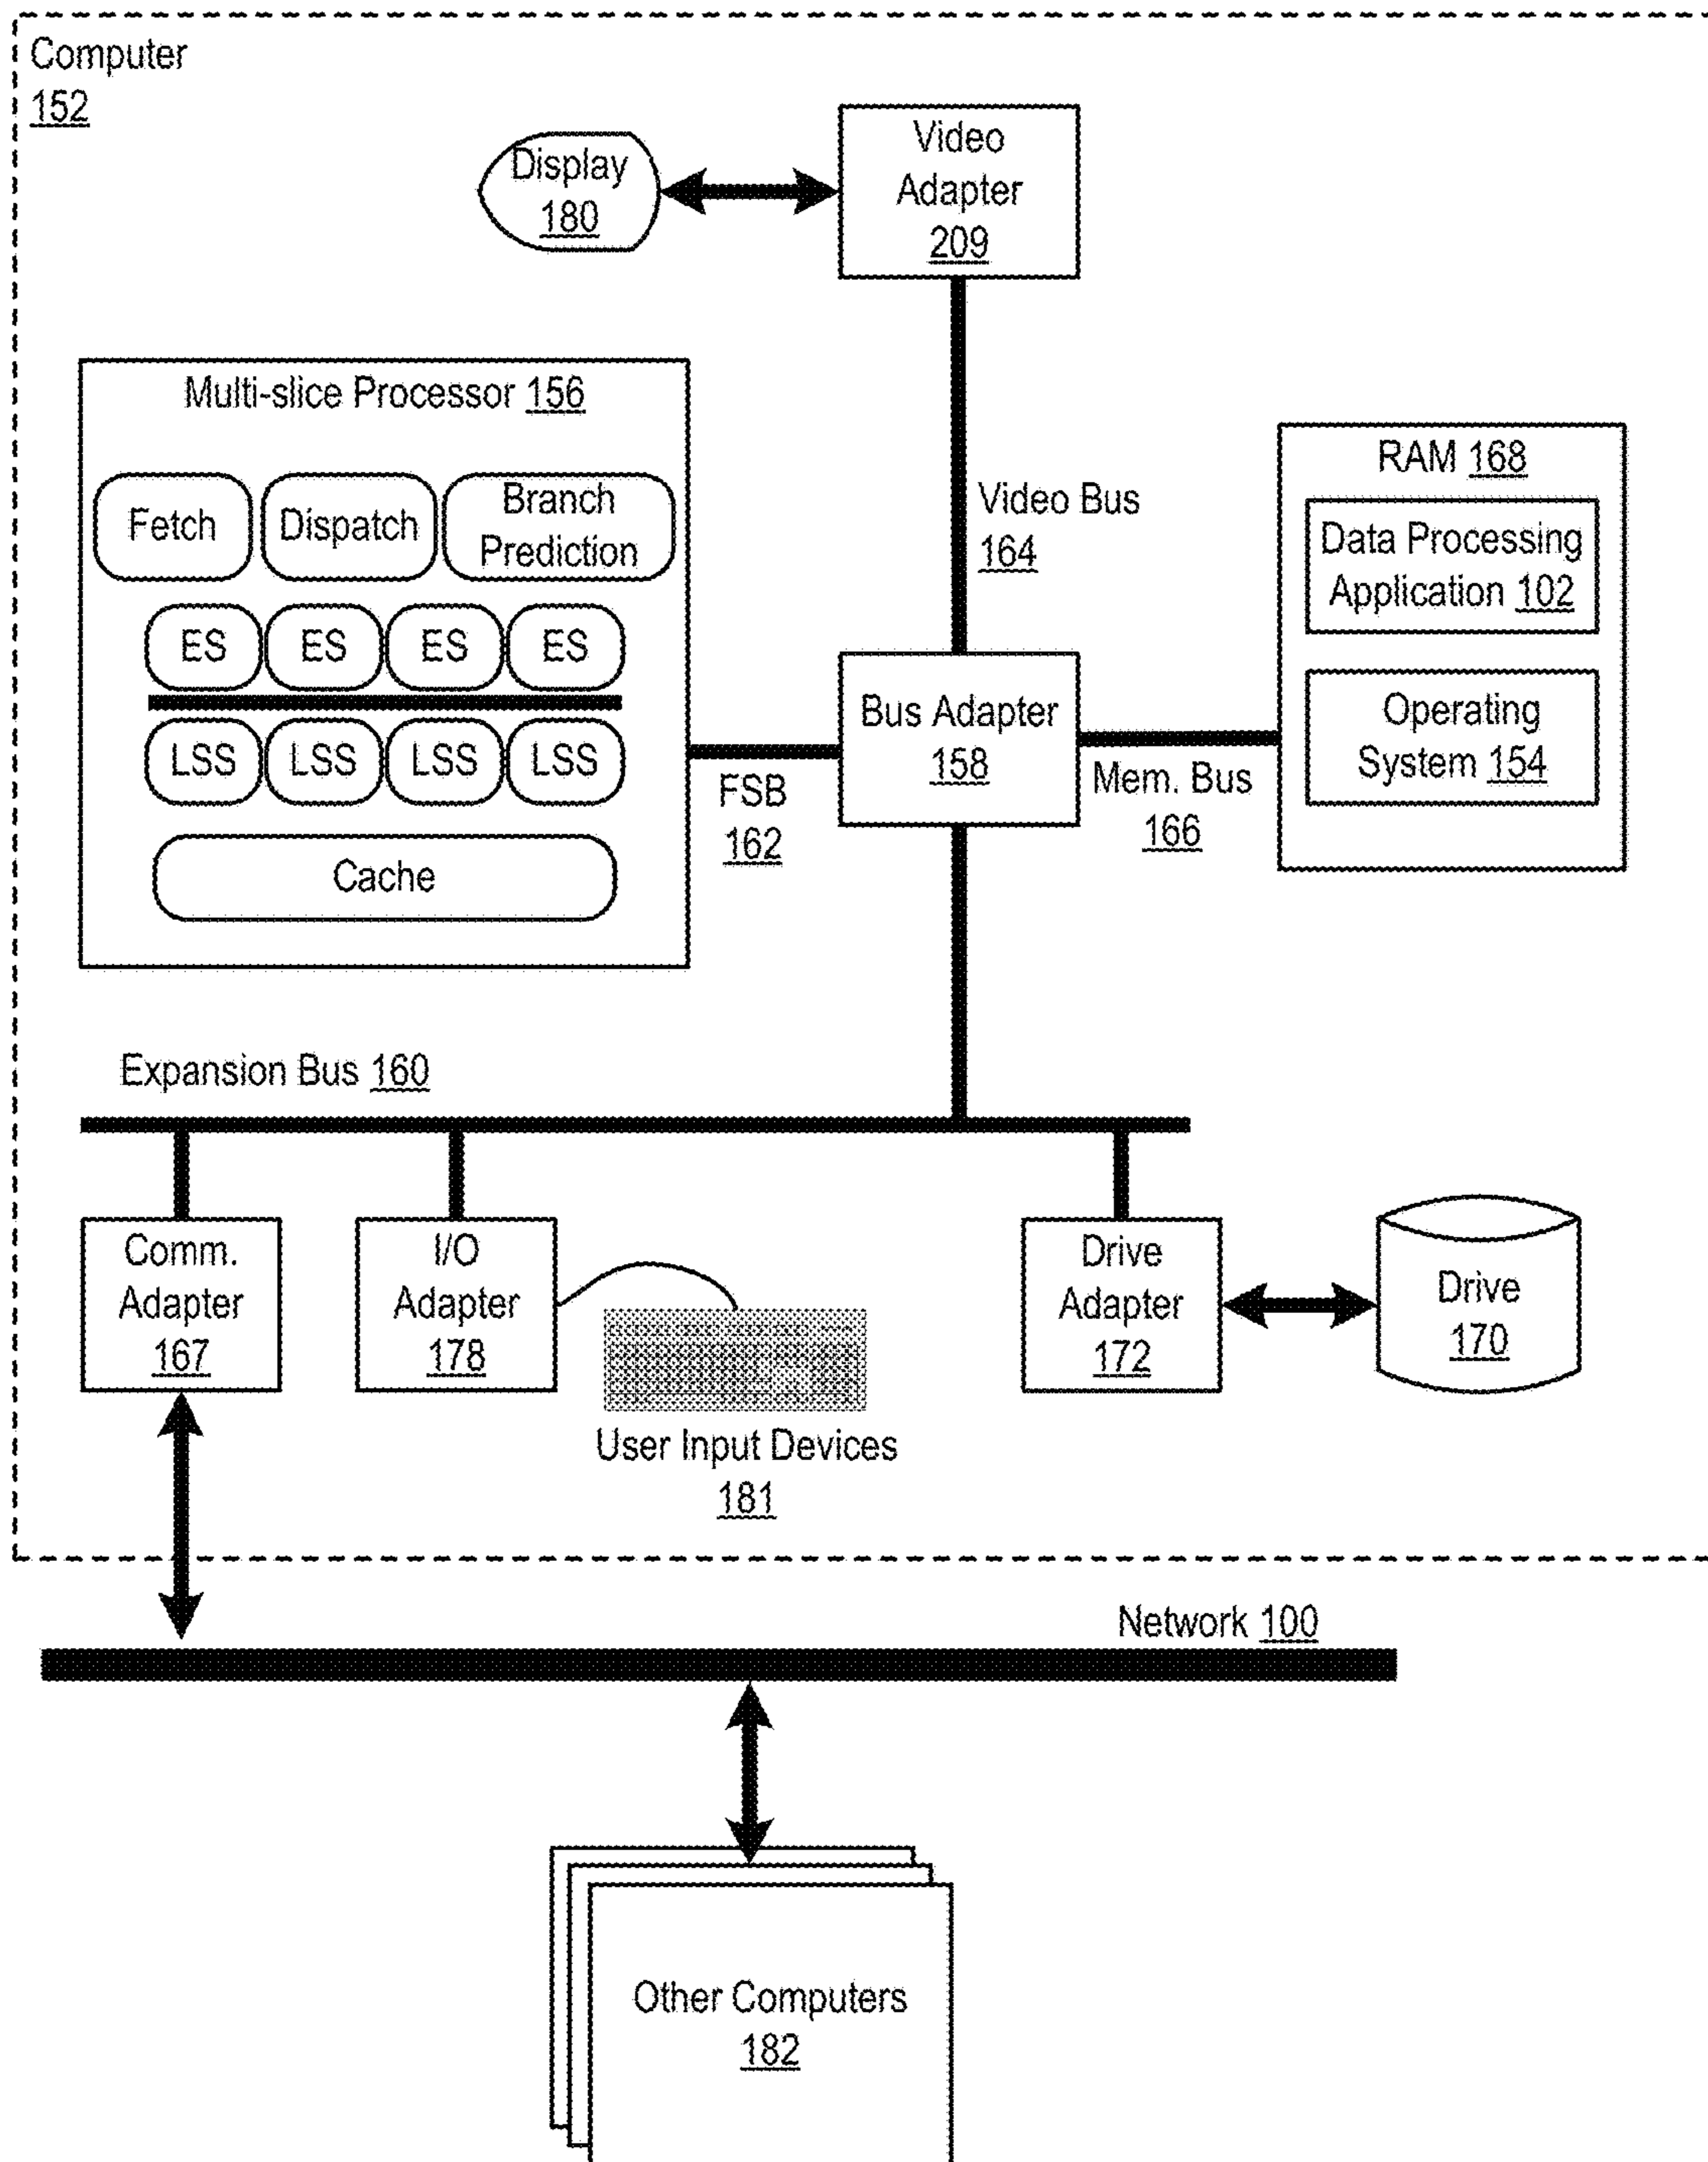 Computer
152
Display
180
Video
Adapter
209
Multi-slice Processor 156
Fetch
Dispatch
Branch
Prediction
ES
ES
ES
ES
LSS
LSS
LSS
LSS
Cache
Video Bus
164
RAM 168
Data Processing
Application 102
Operating
System 154
Bus Adapter
158
FSB
162
Mem. Bus
166
Expansion Bus 160
Comm.
Adapter
167
I/O
Adapter
178
User Input Devices
181
Drive
Adapter
172
Drive
170
Network 100
Other Computers
182